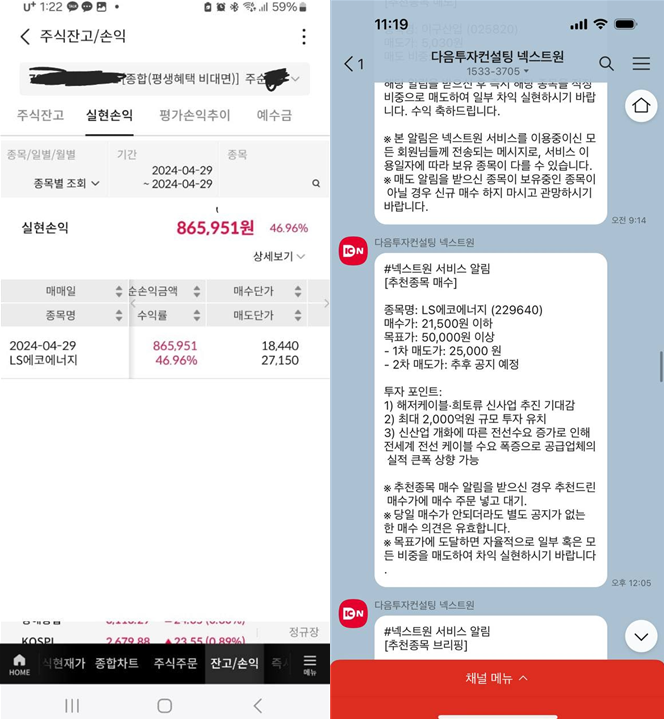 U+ 1:22
59%
주식잔고/손익
[종합(평생혜택 비대면)] 주순
주식잔고
실현손익
평가손익추이
예수금
종목/일별/월별
기간
종목
종목별 조회
2024-04-29
~ 2024-04-29
실현손익
865,951원 46.96%
상세보기
매매일
순손익금액
매수단가
종목명
수익률
매도단가
2024-04-29
865,951
18,440
LS에코에너지
46.96%
27,150
KOSPI
2,679.88
▲23.55 (0.89%)
정규장
HOME
식현재가
종합차트
주식주문
잔고/손익
즉
메뉴
11:19
1
다음투자컨설팅 넥스트원
1533-3705
비중으로 매도하여 일부 차익 실현하시기 바랍
니다. 수익 축하드립니다.
※ 본 알림은 넥스트원 서비스를 이용중이신 모
든 회원님들께 전송되는 메시지로, 서비스 이
용일자에 따라 보유 종목이 다를 수 있습니다.
※ 매도 알림을 받으신 종목이 보유중인 종목이
아닐 경우 신규 매수 하지 마시고 관망하시기
바랍니다.
오전 9:14
ICN
다음투자컨설팅 넥스트원
#넥스트원 서비스 알림
[추천종목 매수]
종목명: LS에코에너지 (229640)
매수가: 21,500원 이하
목표가: 50,000원 이상
- 1차 매도가: 25,000 원
- 2차 매도가: 추후 공지 예정
투자 포인트:
1) 해저케이블·희토류 신사업 추진 기대감
2) 최대 2,000억원 규모 투자 유치
3) 신산업 개화에 따른 전선수요 증가로 인해
전세계 전선 케이블 수요 폭증으로 공급업체의
실적 큰폭 상향 가능
※ 추천종목 매수 알림을 받으신 경우 추천드린
매수가에 매수 주문 넣고 대기.
※ 당일 매수가 안되더라도 별도 공지가 없는
한 매수 의견은 유효합니다.
※ 목표가에 도달하면 자율적으로 일부 혹은 모
든 비중을 매도하여 차익 실현하시기 바랍니다
.
오후 12:05
ICN
다음투자컨설팅 넥스트원
#넥스트원 서비스 알림
[추천종목 브리핑]
채널 메뉴